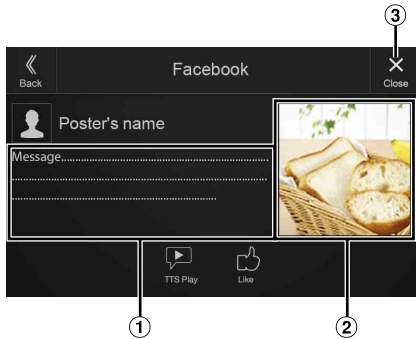 3
Back
Facebook
Close
Poster's name
Message................................................................
................................................................................
................................................................
TTS Play
Like
1
2